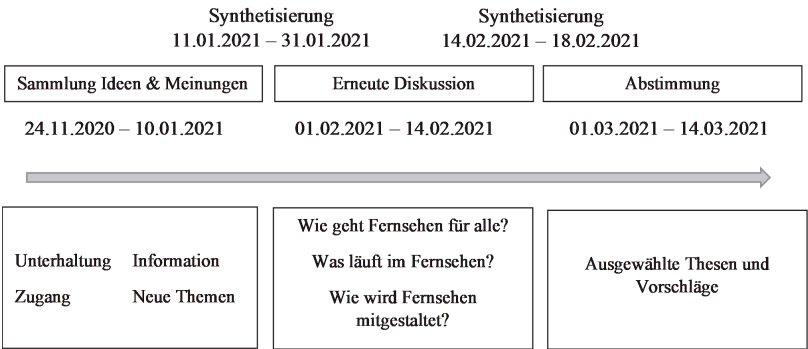 Synthetisierung
11.01.2021 – 31.01.2021
Synthetisierung
14.02.2021 – 18.02.2021
Sammlung Ideen & Meinungen
Erneute Diskussion
Abstimmung
24.11.2020 – 10.01.2021
01.02.2021 – 14.02.2021
01.03.2021 – 14.03.2021
Unterhaltung Information
Zugang Neue Themen
Wie geht Fernsehen für alle?
Was läuft im Fernsehen?
Wie wird Fernsehen
mitgestaltet?
Ausgewählte Thesen und
Vorschläge